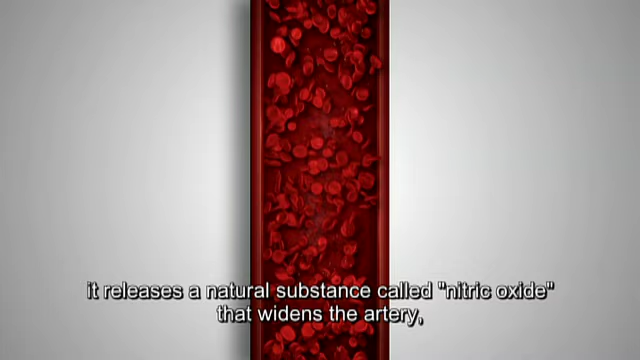 it releases a natural substance called "nitric oxide"
that widens the artery,